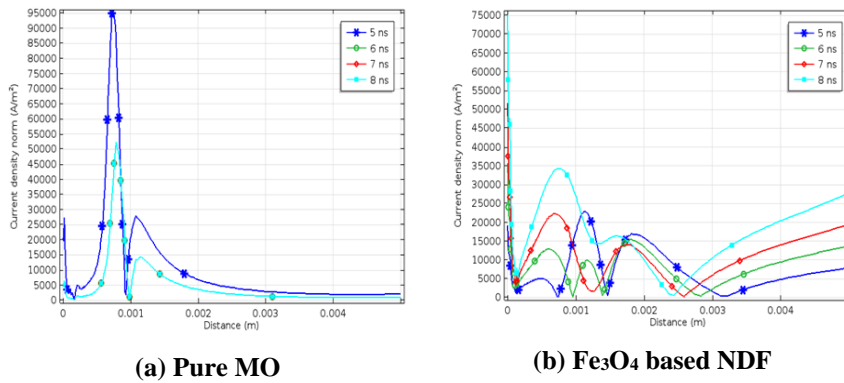 Current density norm (A/m²)
95000
90000
85000
80000
75000
70000
65000
60000
55000
50000
45000
40000
35000
30000
25000
20000
15000
10000
5000
0
0 0.001 0.002 0.003 0.004
Distance (m)
5 ns
6 ns
7 ns
8 ns
(a) Pure MO
Current density norm (A/m²)
75000
70000
65000
60000
55000
50000
45000
40000
35000
30000
25000
20000
15000
10000
5000
0
0 0.001 0.002 0.003 0.004
Distance (m)
5 ns
6 ns
7 ns
8 ns
(b) Fe₃O₄ based NDF